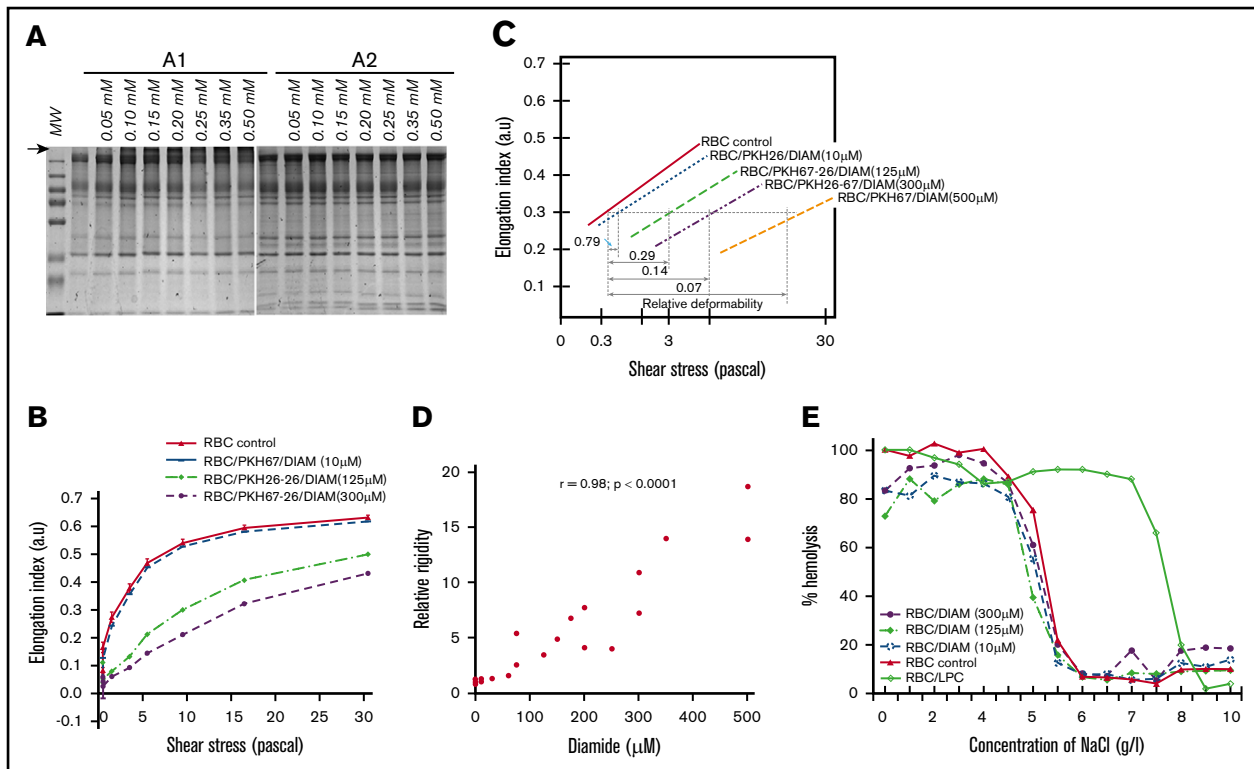 A
A1
A2
MW
0.05 mM
0.10 mM
0.15 mM
0.20 mM
0.25 mM
0.35 mM
0.50 mM
0.05 mM
0.10 mM
0.15 mM
0.20 mM
0.25 mM
0.35 mM
0.50 mM
C
Elongation index (a.u)
0.7
0.6
0.5
0.4
0.3
0.2
0.1
RBC control
RBC/PKH26/DIAM(10μM)
RBC/PKH67-26/DIAM(125μM)
RBC/PKH26-67/DIAM(300μM)
RBC/PKH67/DIAM(500μM)
0.79
0.29
0.14
0.07
Relative deformability
0
0.3
3
30
Shear stress (pascal)
B
RBC control
RBC/PKH67/DIAM (10μM)
RBC/PKH26-26/DIAM(125μM)
RBC/PKH67-26/DIAM(300μM)
Elongation index (a.u)
0.7
0.6
0.5
0.4
0.3
0.2
0.1
0.0
-0.1
0 5 10 15 20 25 30
Shear stress (pascal)
D
r = 0.98; p < 0.0001
Relative rigidity
20
15
10
5
0
0 100 200 300 400 500
Diamide (μM)
E
% hemolysis
100
80
60
40
20
0
RBC/DIAM (300μM)
RBC/DIAM (125μM)
RBC/DIAM (10μM)
RBC control
RBC/LPC
0 2 4 5 6 7 8 10
Concentration of NaCl (g/l)